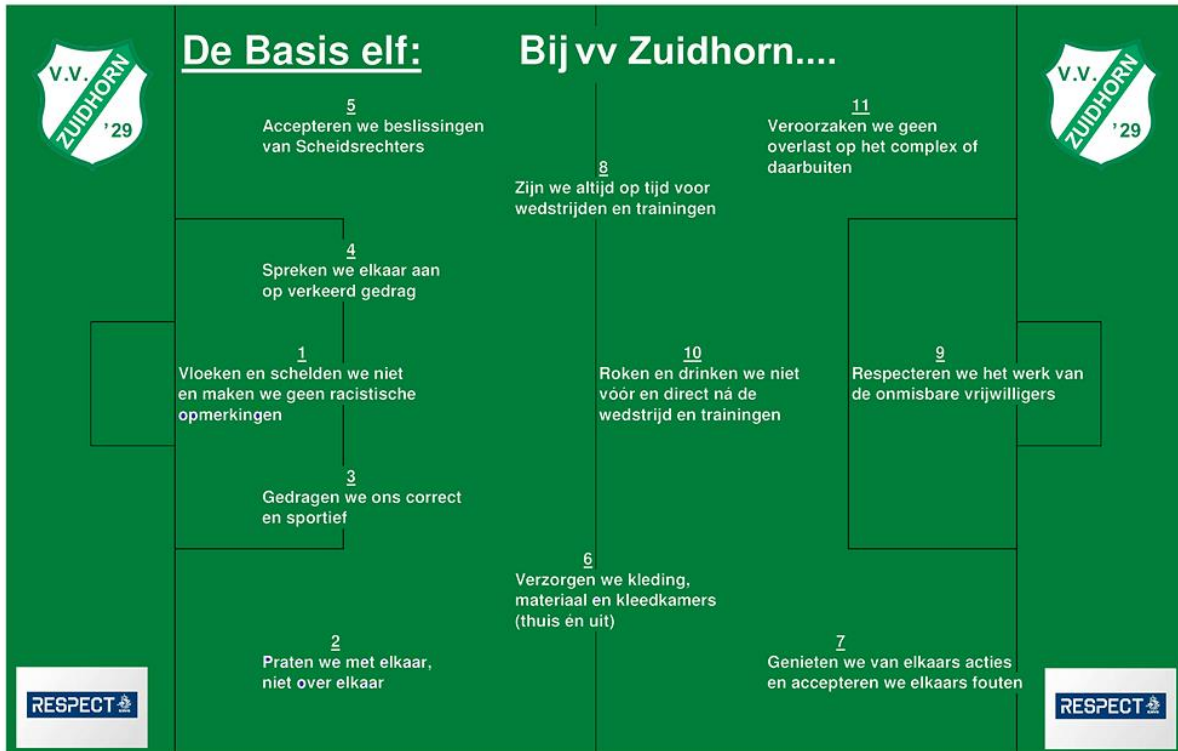 V.V.
ZUIDHORN
'29
De Basis elf:
Bij vv Zuidhorn....
V.V.
ZUIDHORN
'29
5
Accepteren we beslissingen
van Scheidsrechters
11
Veroorzaken we geen
overlast op het complex of
daarbuiten
8
Zijn we altijd op tijd voor
wedstrijden en trainingen
4
Spreken we elkaar aan
op verkeerd gedrag
1
Vloeken en schelden we niet
en maken we geen racistische
opmerkingen
10
Roken en drinken we niet
vóór en direct ná de
wedstrijd en trainingen
9
Respecteren we het werk van
de onmisbare vrijwilligers
3
Gedragen we ons correct
en sportief
6
Verzorgen we kleding,
materiaal en kleedkamers
(thuis én uit)
2
Praten we met elkaar,
niet over elkaar
7
Genieten we van elkaars acties
en accepteren we elkaars fouten
RESPECT
RESPECT